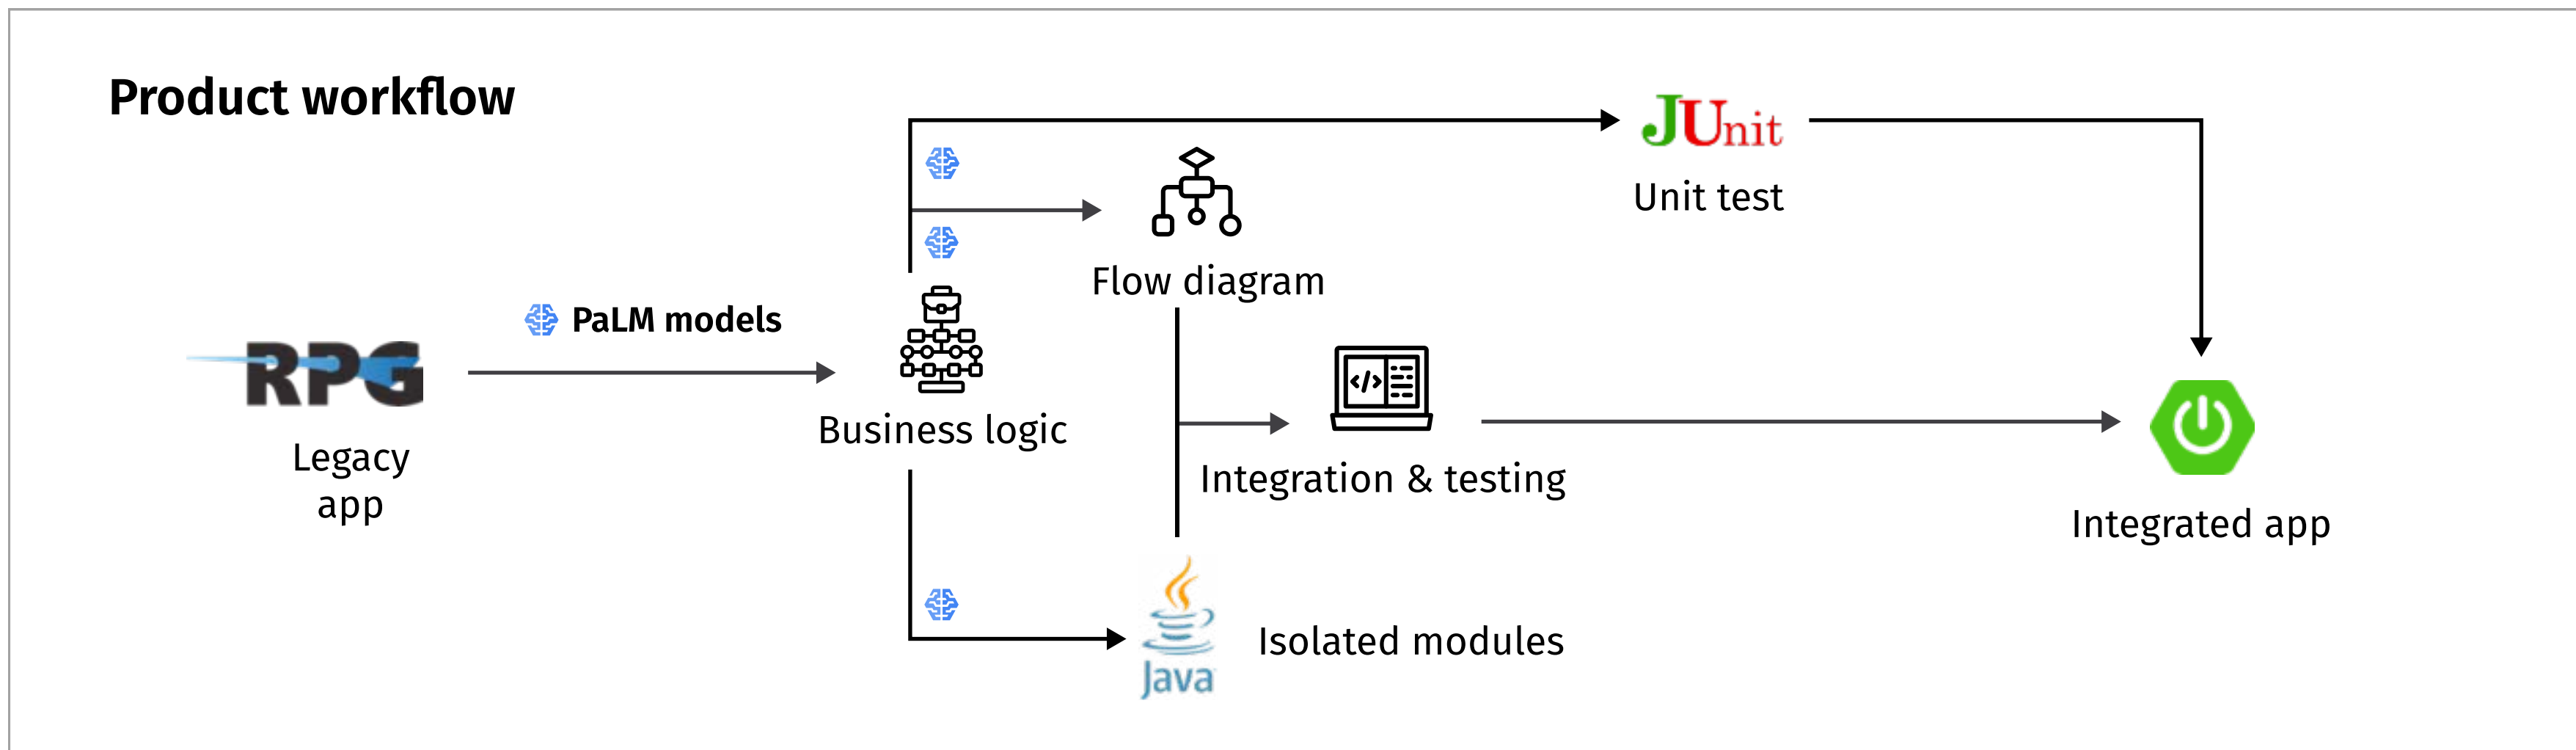 Product workflow
JUnit
Unit test
Flow diagram
PaLM models
RPG
Legacy
app
Business logic
</>
Integration & testing
Integrated app
Java
Isolated modules